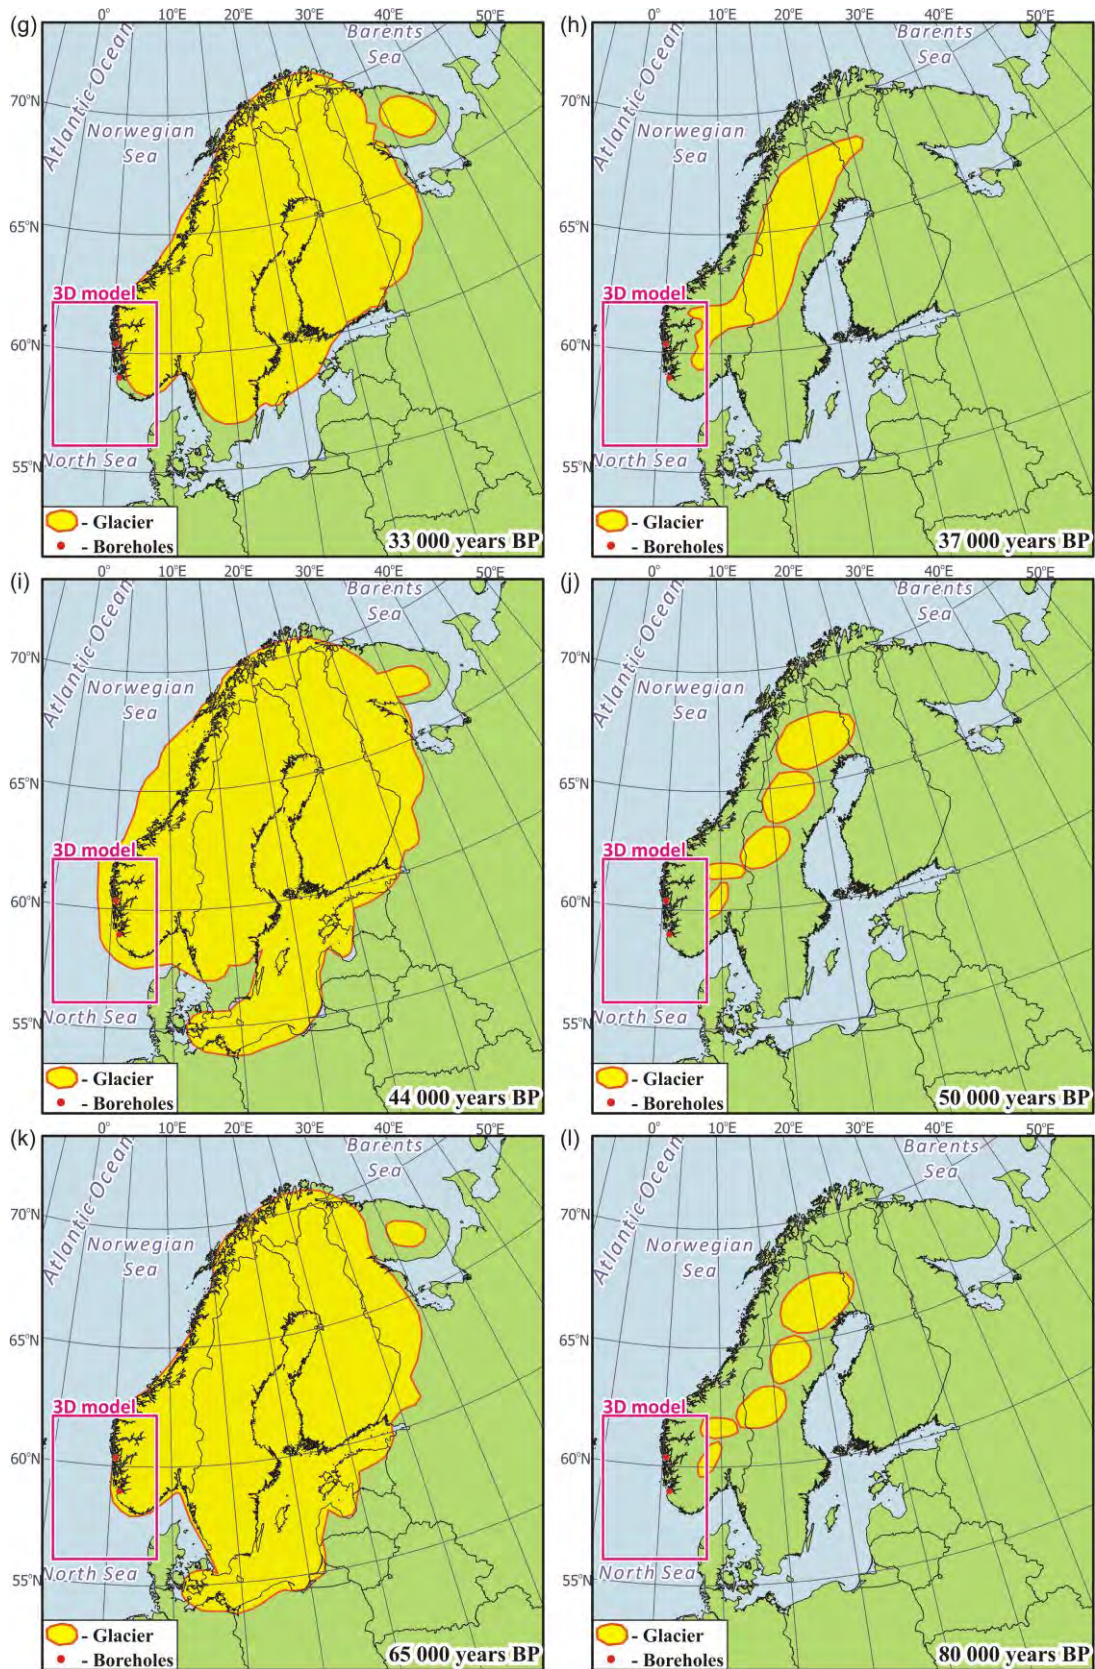 (g)
0°
10°E
20°E
30°E
40°E
50°E
Atlantic Ocean
Barents
Sea
70°N
Norwegian
Sea
65°N
3D model
60°N
55°N
North Sea
- Glacier
- Boreholes
33 000 years BP
(h)
0°
10°E
20°E
30°E
40°E
50°E
Atlantic Ocean
Barents
Sea
70°N
Norwegian
Sea
65°N
3D model
60°N
55°N
North Sea
- Glacier
- Boreholes
37 000 years BP
(i)
0°
10°E
20°E
30°E
40°E
50°E
Atlantic Ocean
Barents
Sea
70°N
Norwegian
Sea
65°N
3D model
60°N
55°N
North Sea
- Glacier
- Boreholes
44 000 years BP
(j)
0°
10°E
20°E
30°E
40°E
50°E
Atlantic Ocean
Barents
Sea
70°N
Norwegian
Sea
65°N
3D model
60°N
55°N
North Sea
- Glacier
- Boreholes
50 000 years BP
(k)
0°
10°E
20°E
30°E
40°E
50°E
Atlantic Ocean
Barents
Sea
70°N
Norwegian
Sea
65°N
3D model
60°N
55°N
North Sea
- Glacier
- Boreholes
65 000 years BP
(l)
0°
10°E
20°E
30°E
40°E
50°E
Atlantic Ocean
Barents
Sea
70°N
Norwegian
Sea
65°N
3D model
60°N
55°N
North Sea
- Glacier
- Boreholes
80 000 years BP